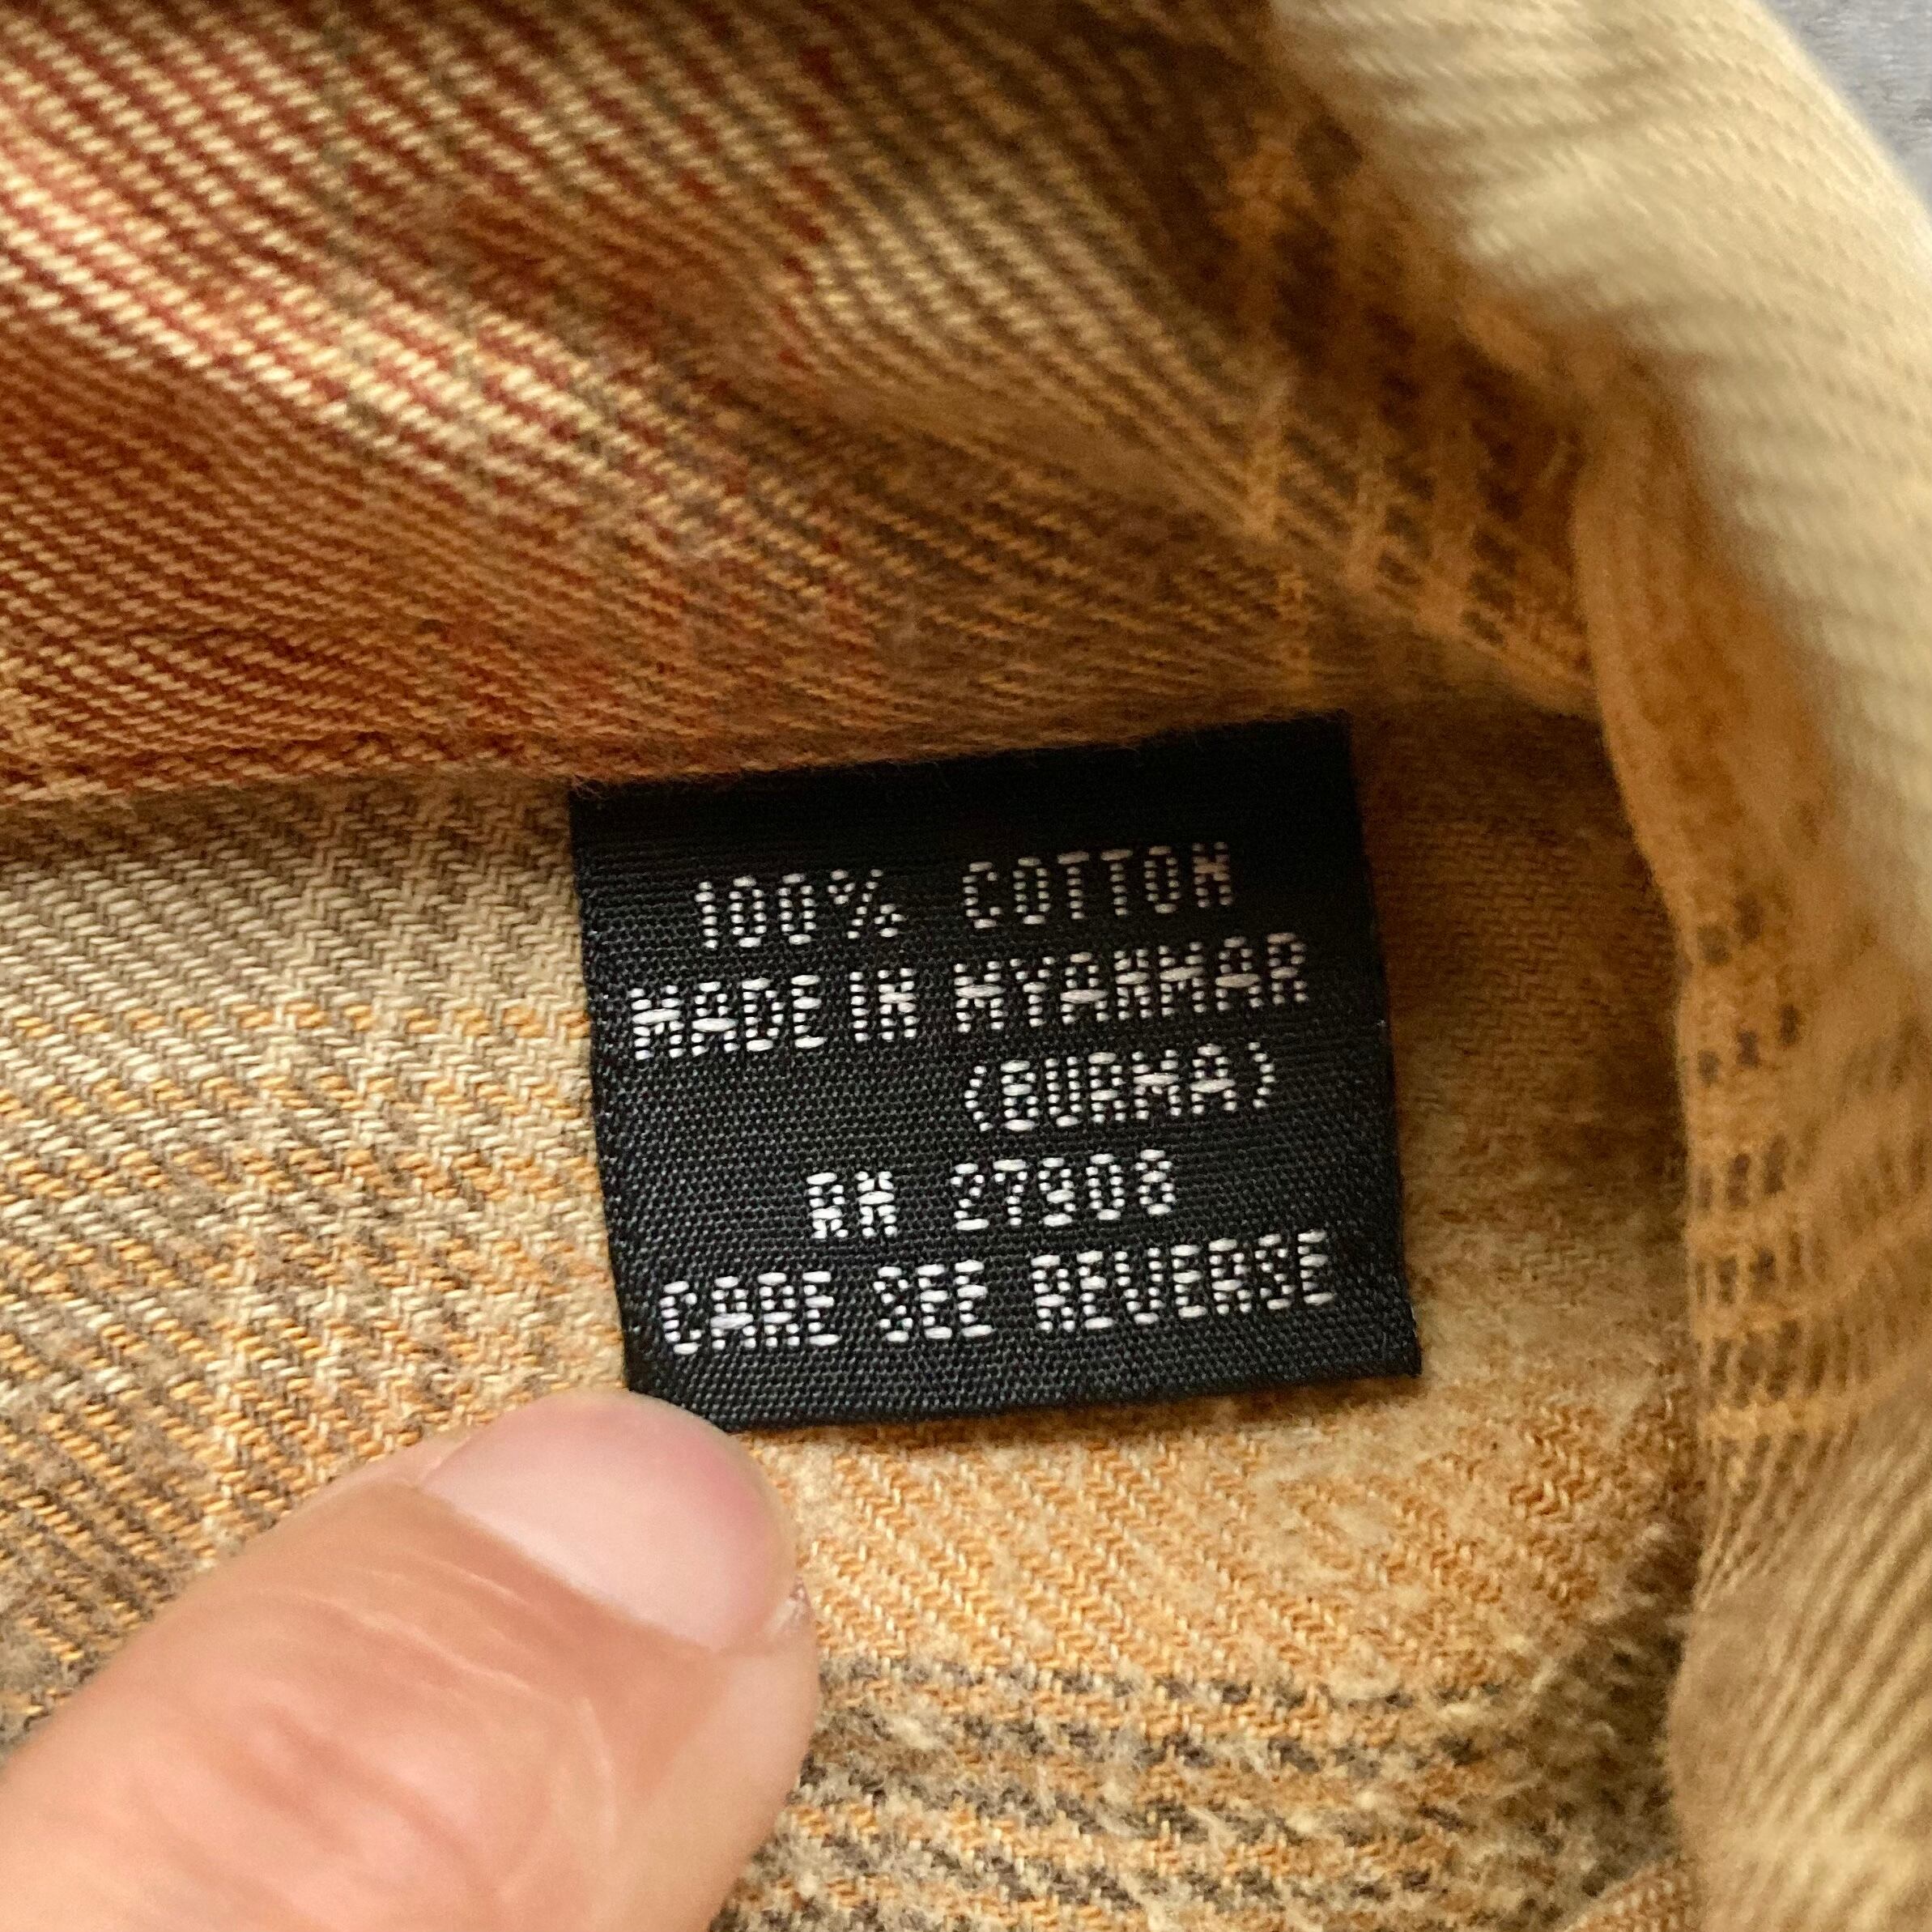 100% COTTON
MADE IN MYANMAR
(BURMA)
RN 27908
CARE SEE REVERSE